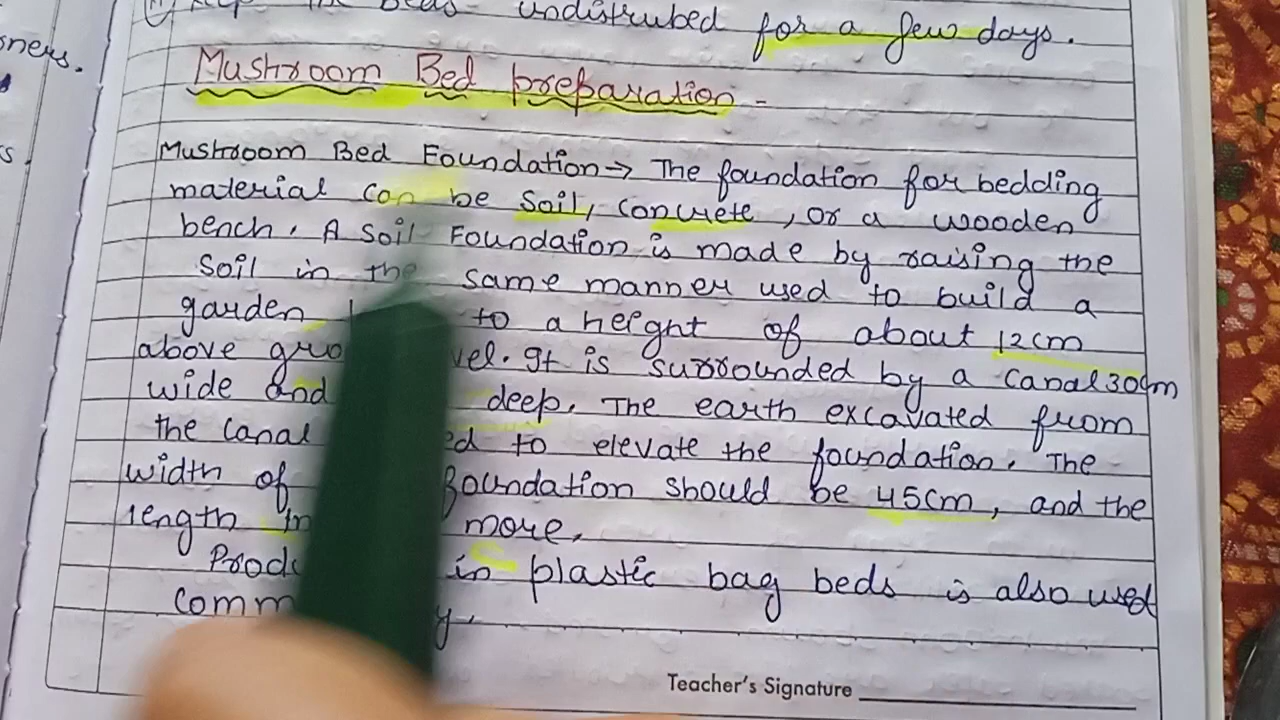 undistrubed for a few days.
ners.
Mushroom Bed preparation -
Mushroom Bed Foundation → The foundation for bedding
material can be Soil, concrete, or a wooden
bench. A Soil Foundation is made by raising the
Soil in the same manner used to build a
garden to a height of about 12cm
above vel. It is surrounded by a canal 30cm
wide and deep. The earth excavated from
the canal ed to elevate the foundation. The
width of foundation should be 45cm, and the
length more.
Prod in plastic bag beds is also used
comm y.
Teacher's Signature